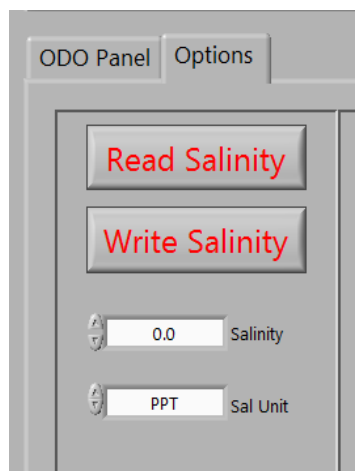 ODO Panel Options
Read Salinity
Write Salinity
0.0 Salinity
PPT Sal Unit